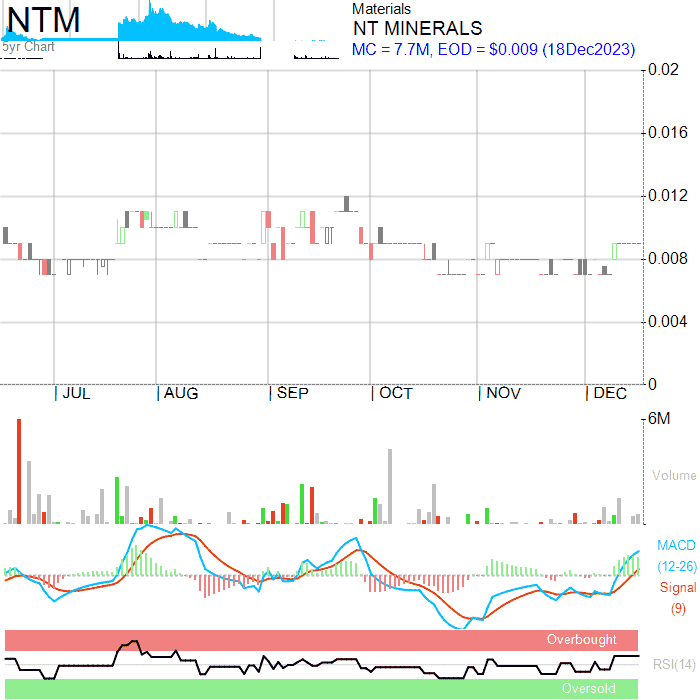 NTM
5yr Chart
Materials
NT MINERALS
MC = 7.7M, EOD = $0.009 (18Dec2023)
0.02
0.016
0.012
0.008
0.004
0
JUL AUG SEP OCT NOV DEC
6M
Volume
MACD
(12-26)
Signal
(9)
Overbought
RSI(14)
Oversold